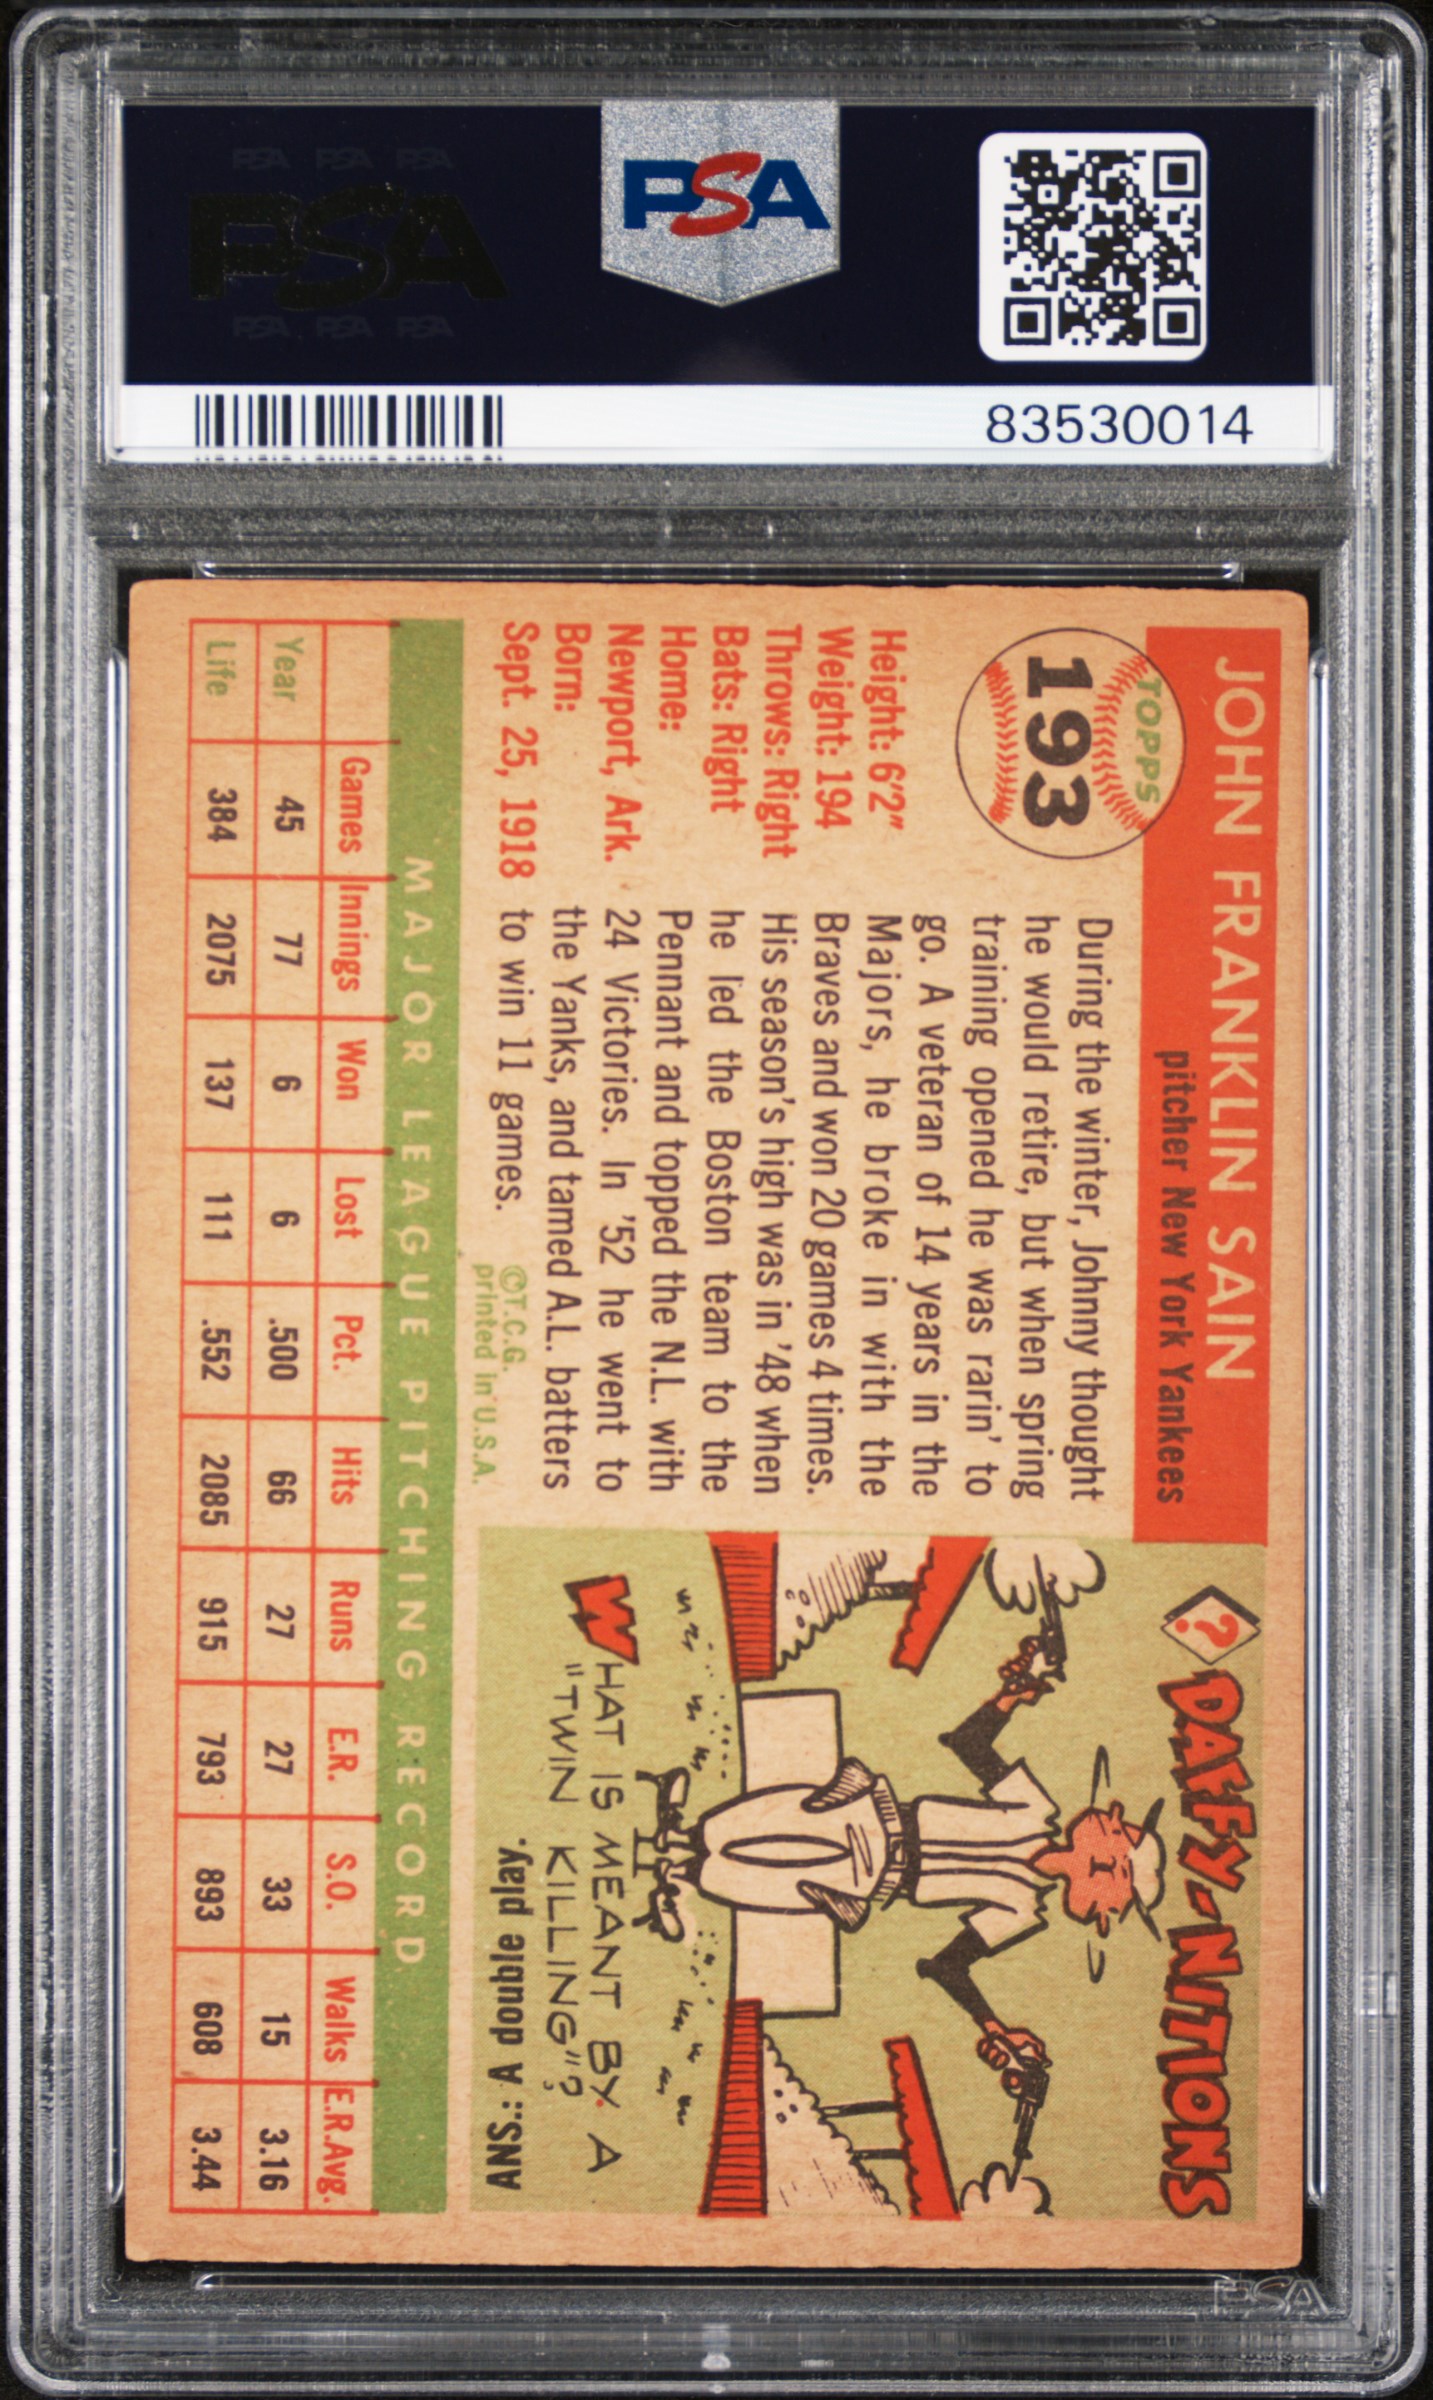 PSA PSA PSA
PSA
PSA PSA PSA
PSA
83530014
JOHN FRANKLIN SAIN
pitcher New York Yankees
TOPPS
193
Height: 6'2"
Weight: 194
Throws: Right
Bats: Right
Home:
Newport, Ark.
Born:
Sept. 25, 1918
During the winter, Johnny thought
he would retire, but when spring
training opened he was rarin' to
go. A veteran of 14 years in the
Majors, he broke in with the
Braves and won 20 games 4 times.
His season's high was in '48 when
he led the Boston team to the
Pennant and topped the N.L. with
24 Victories. In '52 he went to
the Yanks, and tamed A.L. batters
to win 11 games.
©T.C.G.
printed in U.S.A.
? DAFFY-NITIONS
WHAT IS MEANT BY A
"TWIN KILLING"?
ANS.: A double play.
MAJOR LEAGUE PITCHING RECORD
Games Innings Won Lost Pct. Hits Runs E.R. S.O. Walks E.R.Avg.
Year 45 77 6 6 .500 66 27 27 33 15 3.16
Life 384 2075 137 111 .552 2085 915 793 893 608 3.44
PSA